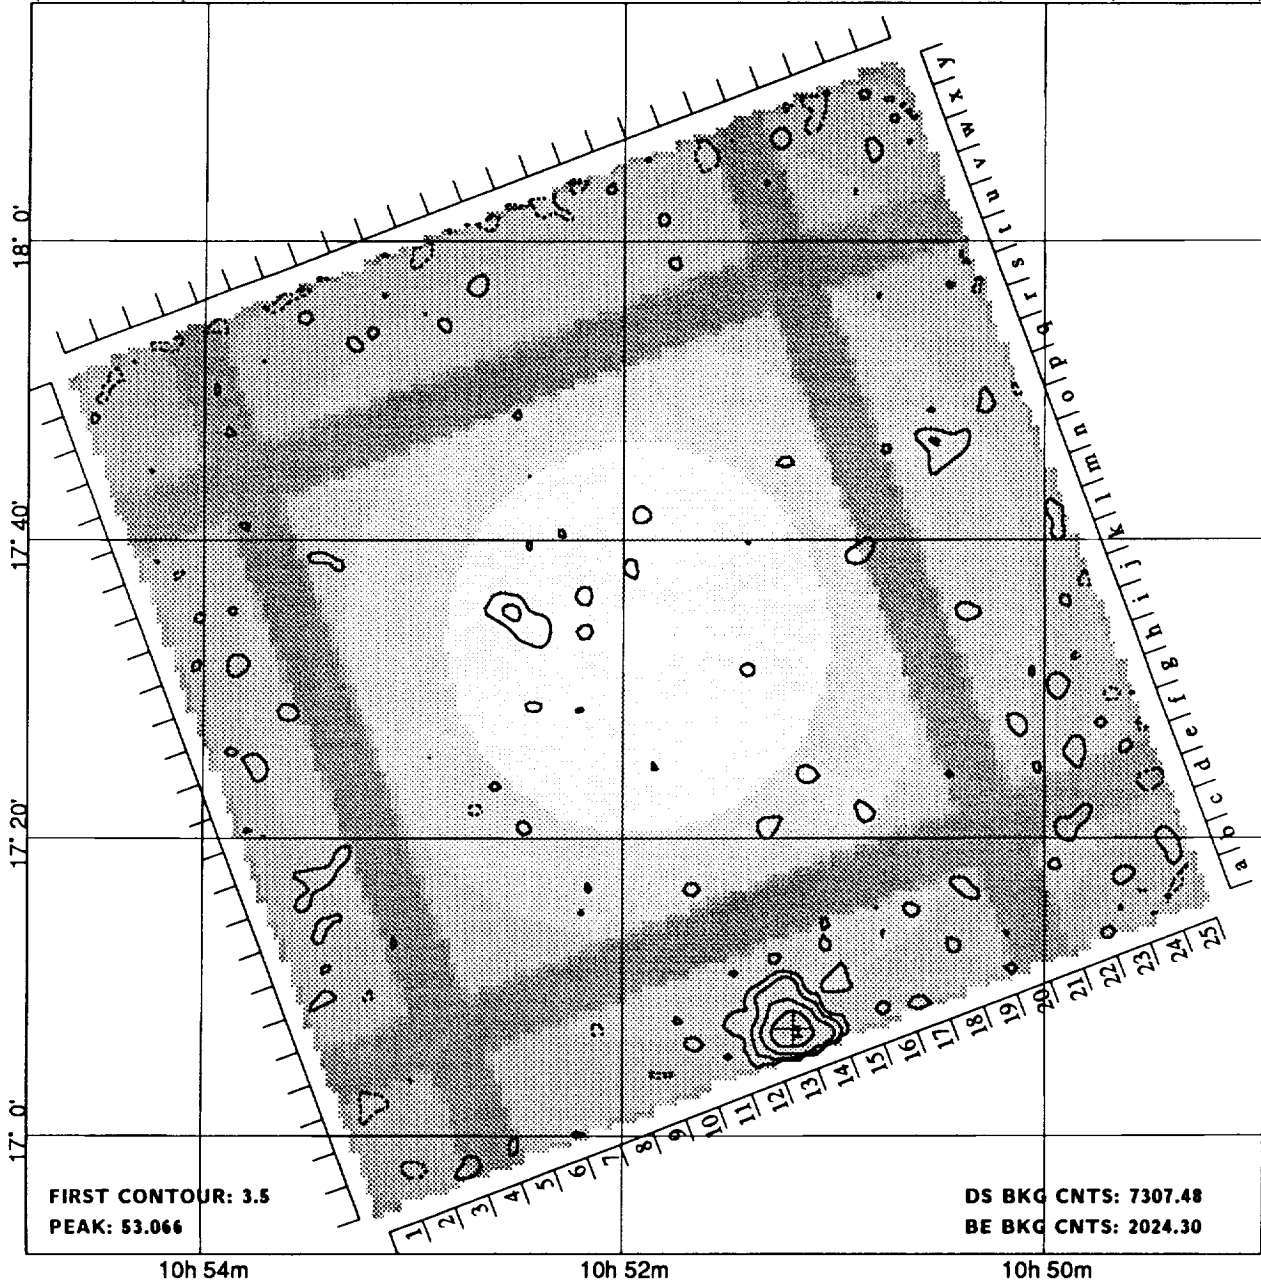 a b c d e f g h i j k l m n o p q r s t u v w x y
18° 0'
17° 40'
17° 20'
17° 0'
1 2 3 4 5 6 7 8 9 10 11 12 13 14 15 16 17 18 19 20 21 22 23 24 25
FIRST CONTOUR: 3.5
PEAK: 53.066
DS BKG CNTS: 7307.48
BE BKG CNTS: 2024.30
10h 54m
10h 52m
10h 50m